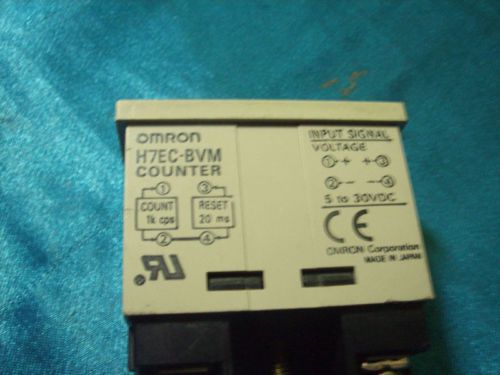 OMRON
H7EC-BVM
COUNTER
① ③
COUNT RESET
1k cps 20 ms
② ④
RU
INPUT SIGNAL
VOLTAGE
① + + ③
② - - ④
5 to 30VDC
CE
OMRON Corporation
MADE IN JAPAN